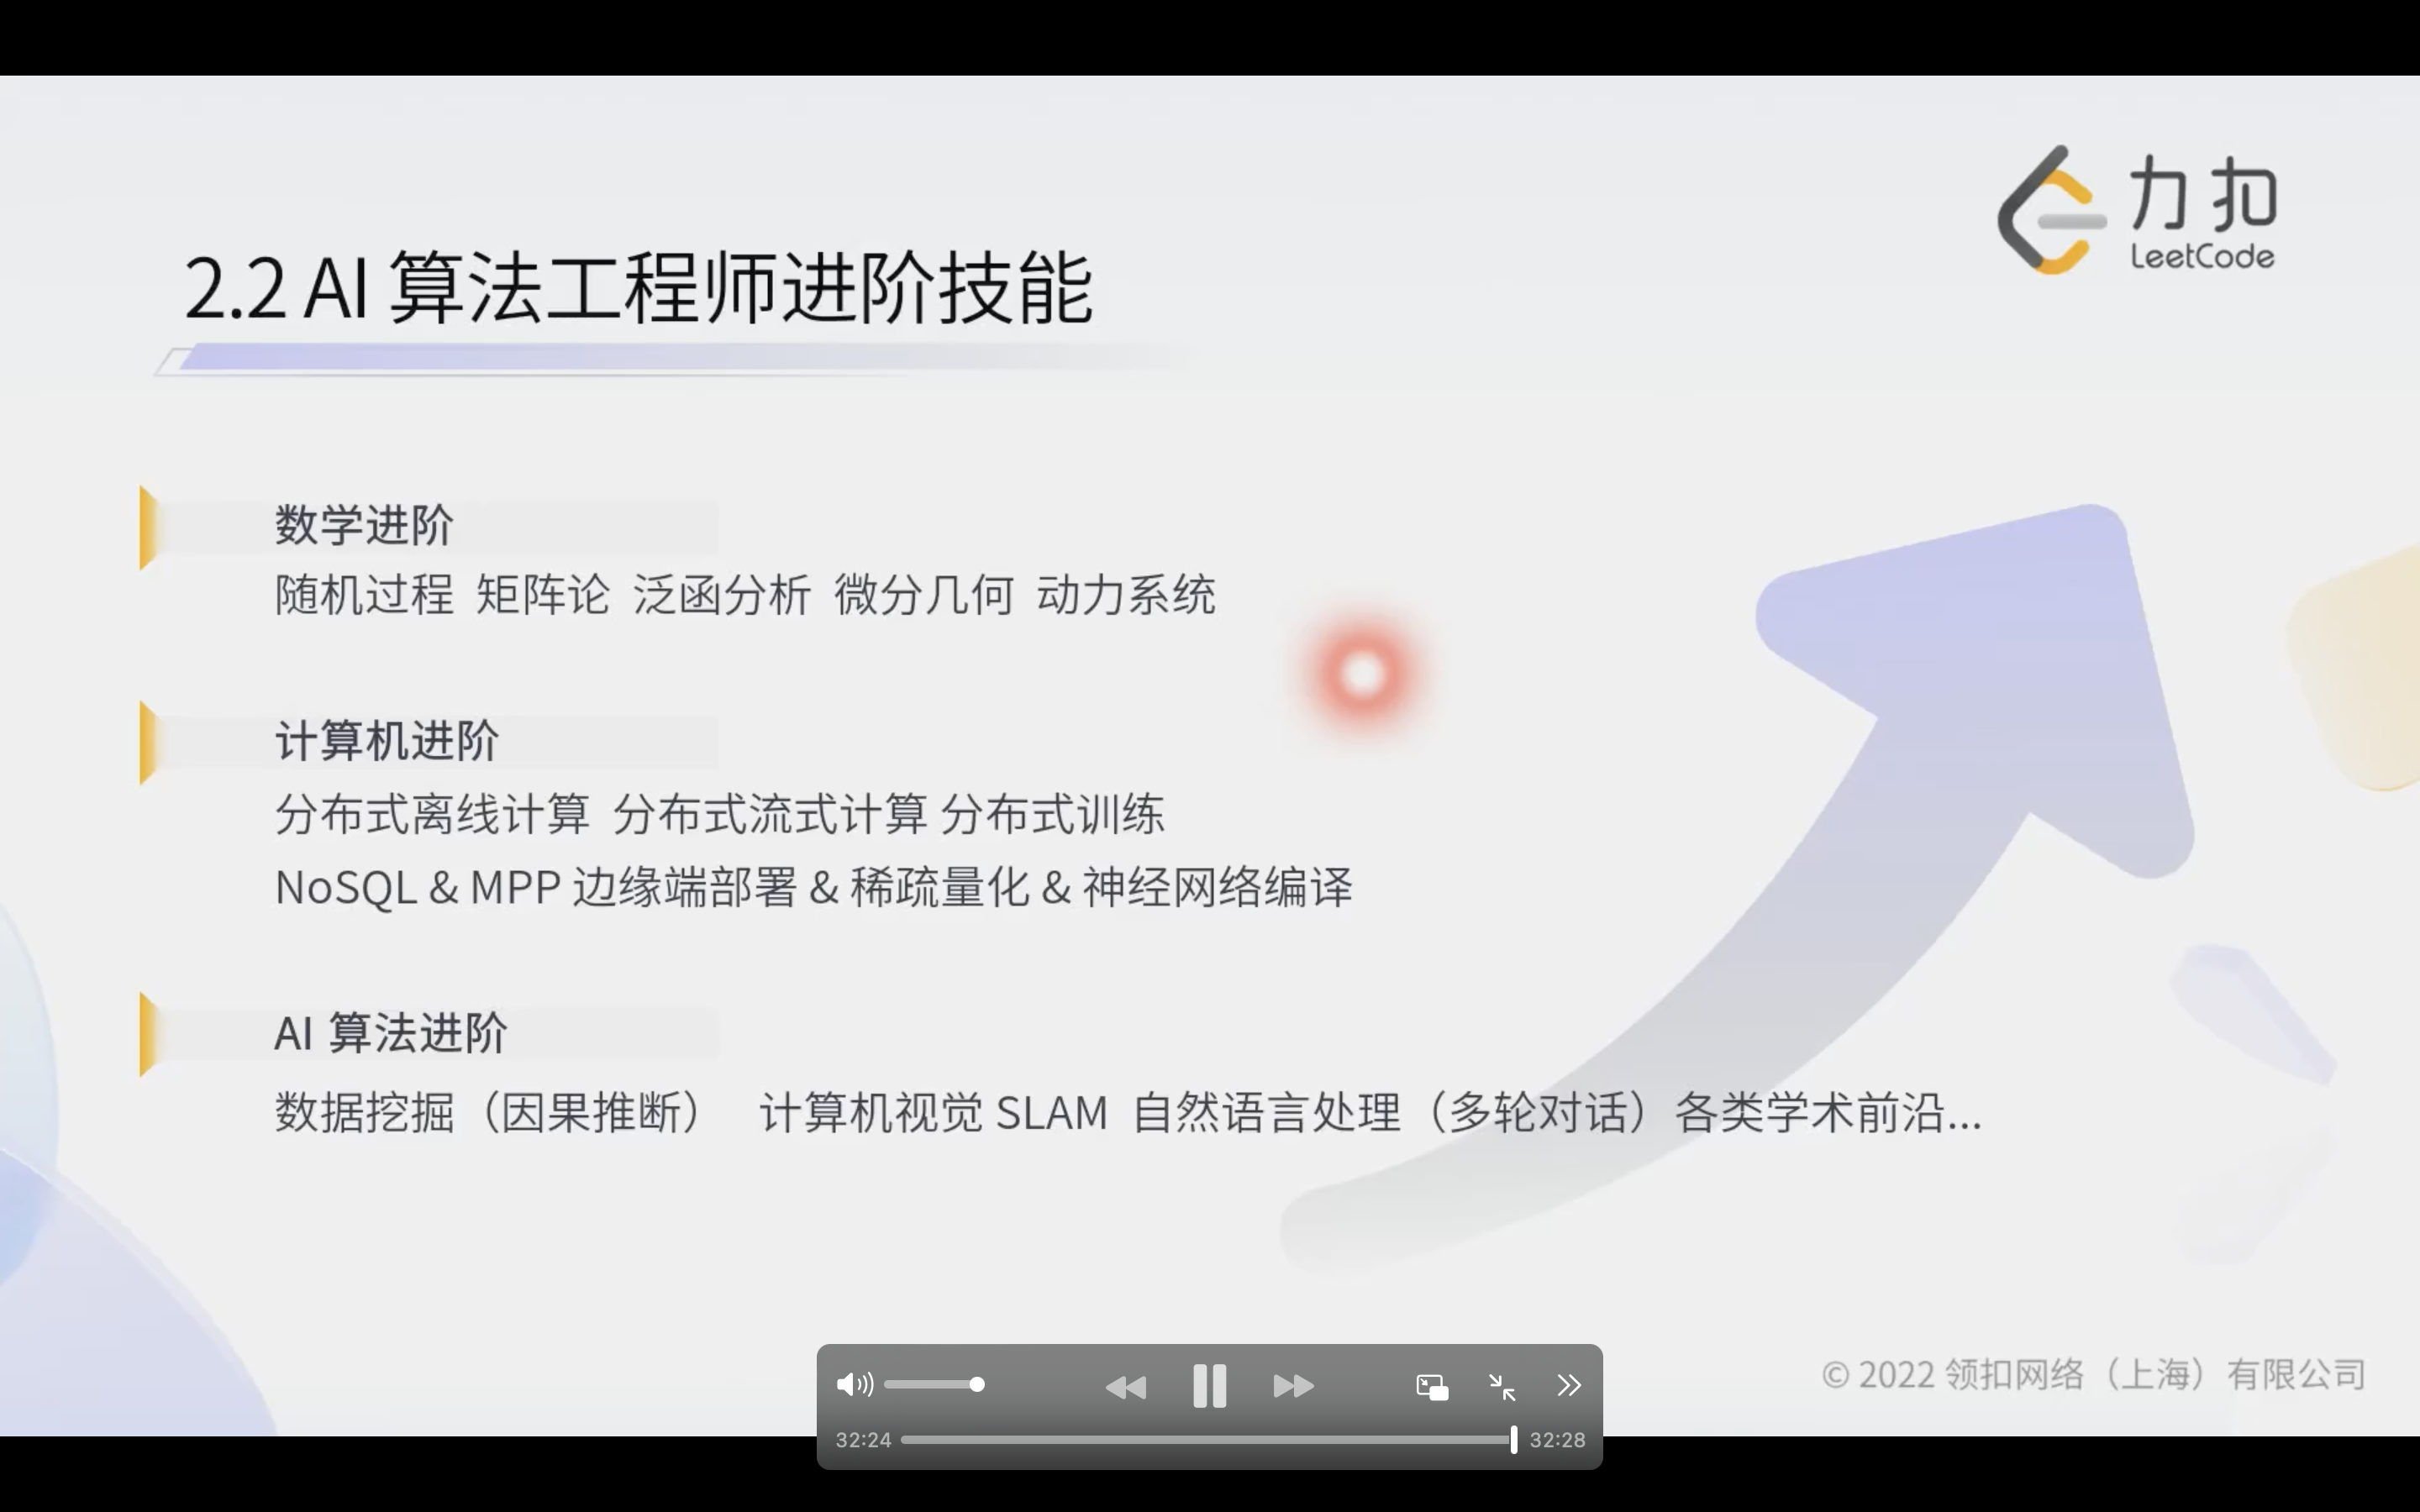 力扣
LeetCode
2.2 AI 算法工程师进阶技能
数学进阶
随机过程 矩阵论 泛函分析 微分几何 动力系统
计算机进阶
分布式离线计算 分布式流式计算 分布式训练
NoSQL & MPP 边缘端部署 & 稀疏量化 & 神经网络编译
AI 算法进阶
数据挖掘（因果推断） 计算机视觉 SLAM 自然语言处理（多轮对话）各类学术前沿...
© 2022 领扣网络（上海）有限公司
32:24 32:28